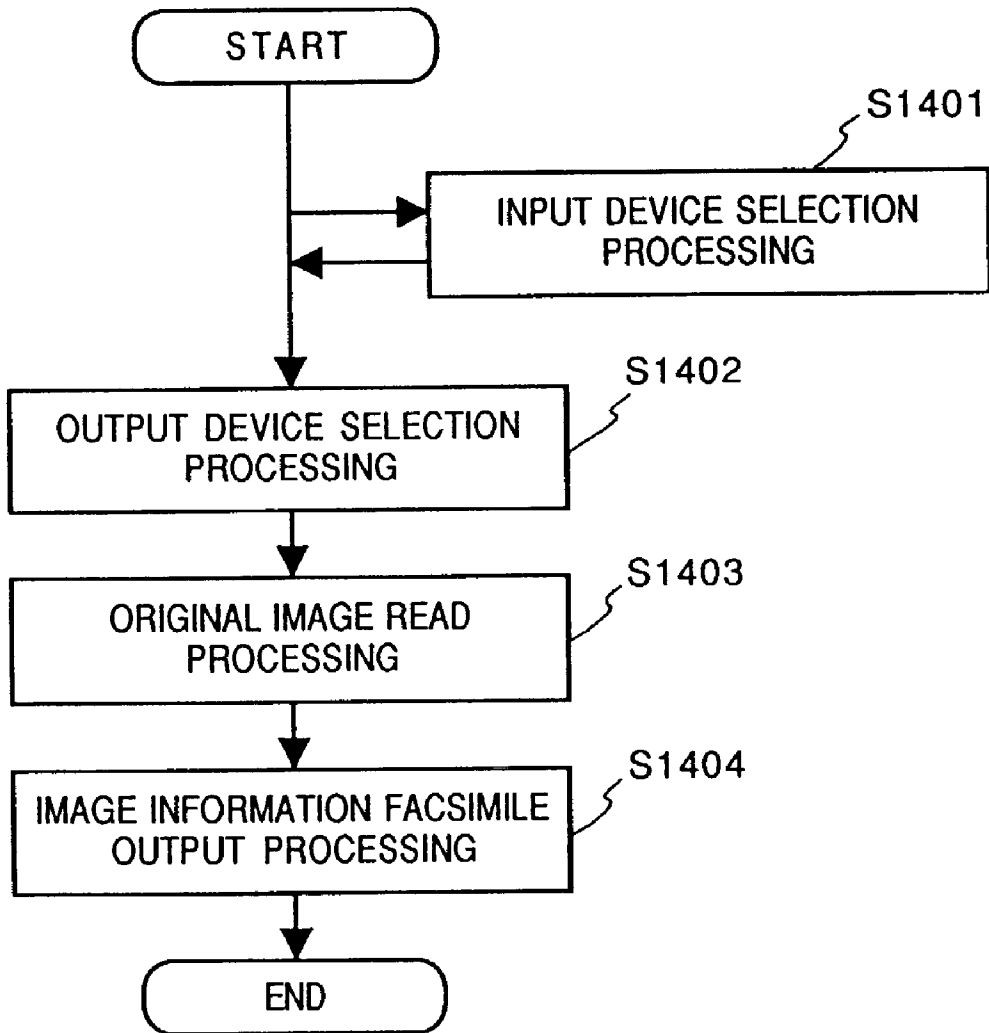 START
S1401
INPUT DEVICE SELECTION
PROCESSING
S1402
OUTPUT DEVICE SELECTION
PROCESSING
S1403
ORIGINAL IMAGE READ
PROCESSING
S1404
IMAGE INFORMATION FACSIMILE
OUTPUT PROCESSING
END